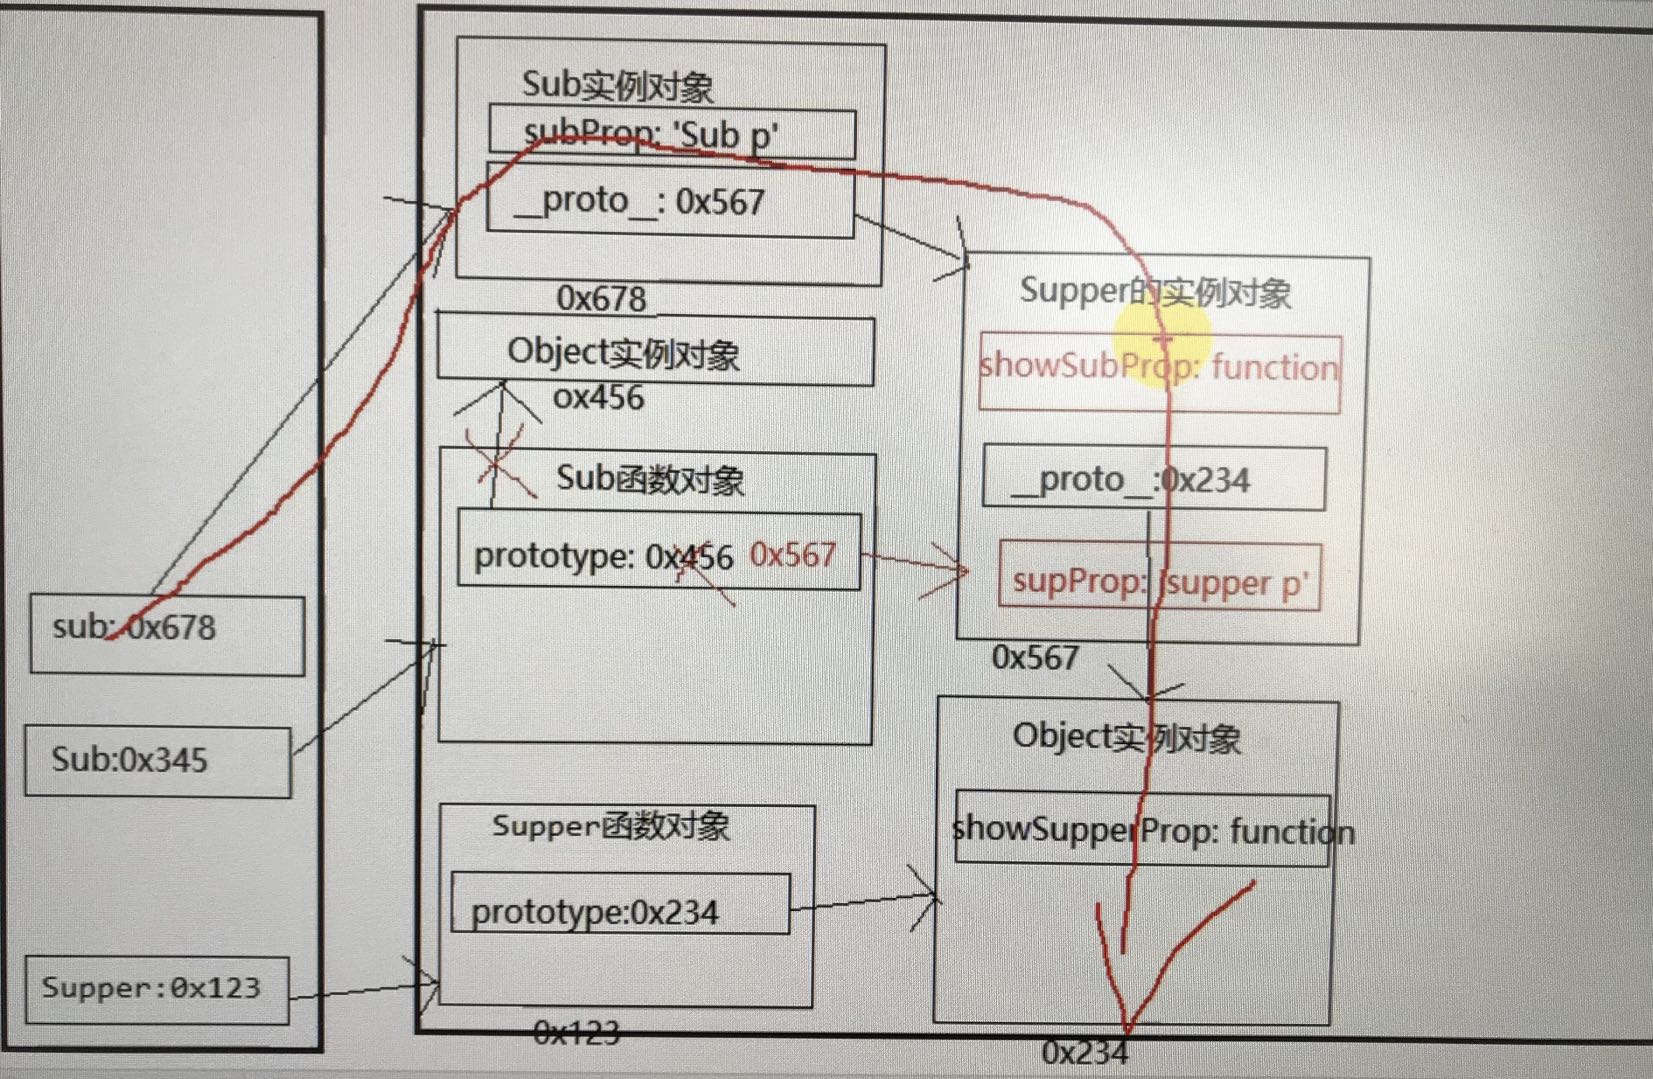 Sub实例对象
subProp: 'Sub p'
__proto__: 0x567
0x678
Object实例对象
ox456
Sub函数对象
prototype: 0x456 0x567
Supper函数对象
prototype:0x234
0x123
sub: 0x678
Sub:0x345
Supper:0x123
Supper的实例对象
showSubProp: function
__proto__:0x234
supProp: 'supper p'
0x567
Object实例对象
showSupperProp: function
0x234